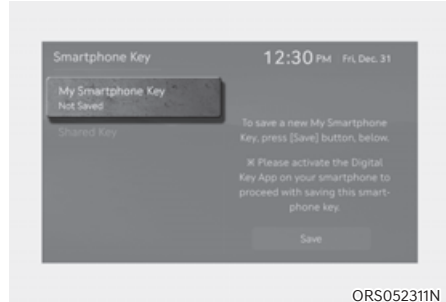 Smartphone Key
12:30 PM Fri, Dec. 31
My Smartphone Key
Not Saved
Shared Key
To save a new My Smartphone
Key, press [Save] button, below.
※ Please activate the Digital
Key App on your smartphone to
proceed with saving this smart-
phone key.
Save
ORS052311N